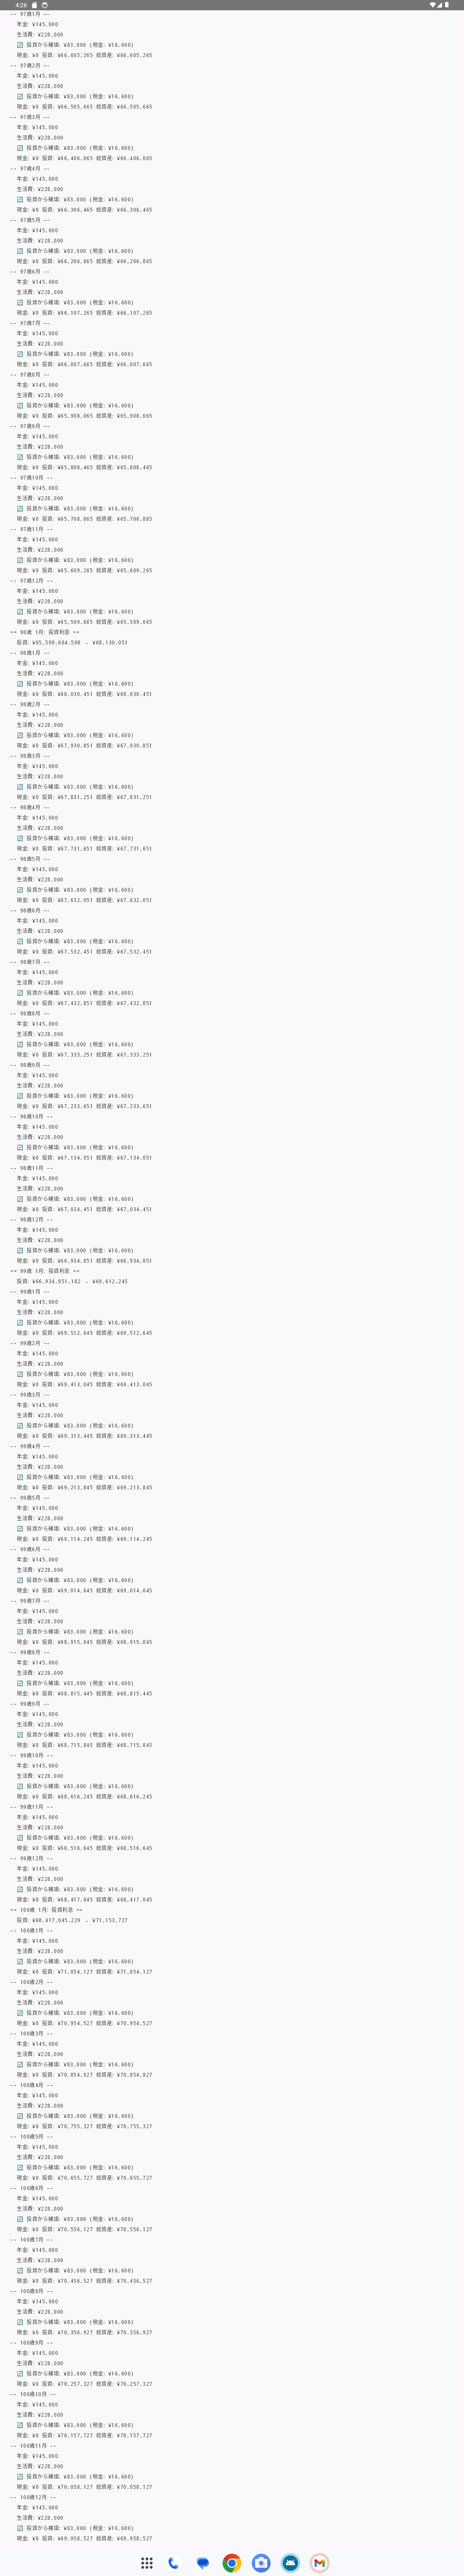 4:26
-- 97歳1月 --
年金: ¥145,000
生活費: ¥228,000
🔄 投資から補填: ¥83,000 (税金: ¥16,600)
現金: ¥0 投資: ¥66,605,265 総資産: ¥66,605,265
-- 97歳2月 --
年金: ¥145,000
生活費: ¥228,000
🔄 投資から補填: ¥83,000 (税金: ¥16,600)
現金: ¥0 投資: ¥66,505,665 総資産: ¥66,505,665
-- 97歳3月 --
年金: ¥145,000
生活費: ¥228,000
🔄 投資から補填: ¥83,000 (税金: ¥16,600)
現金: ¥0 投資: ¥66,406,065 総資産: ¥66,406,065
-- 97歳4月 --
年金: ¥145,000
生活費: ¥228,000
🔄 投資から補填: ¥83,000 (税金: ¥16,600)
現金: ¥0 投資: ¥66,306,465 総資産: ¥66,306,465
-- 97歳5月 --
年金: ¥145,000
生活費: ¥228,000
🔄 投資から補填: ¥83,000 (税金: ¥16,600)
現金: ¥0 投資: ¥66,206,865 総資産: ¥66,206,865
-- 97歳6月 --
年金: ¥145,000
生活費: ¥228,000
🔄 投資から補填: ¥83,000 (税金: ¥16,600)
現金: ¥0 投資: ¥66,107,265 総資産: ¥66,107,265
-- 97歳7月 --
年金: ¥145,000
生活費: ¥228,000
🔄 投資から補填: ¥83,000 (税金: ¥16,600)
現金: ¥0 投資: ¥66,007,665 総資産: ¥66,007,665
-- 97歳8月 --
年金: ¥145,000
生活費: ¥228,000
🔄 投資から補填: ¥83,000 (税金: ¥16,600)
現金: ¥0 投資: ¥65,908,065 総資産: ¥65,908,065
-- 97歳9月 --
年金: ¥145,000
生活費: ¥228,000
🔄 投資から補填: ¥83,000 (税金: ¥16,600)
現金: ¥0 投資: ¥65,808,465 総資産: ¥65,808,465
-- 97歳10月 --
年金: ¥145,000
生活費: ¥228,000
🔄 投資から補填: ¥83,000 (税金: ¥16,600)
現金: ¥0 投資: ¥65,708,865 総資産: ¥65,708,865
-- 97歳11月 --
年金: ¥145,000
生活費: ¥228,000
🔄 投資から補填: ¥83,000 (税金: ¥16,600)
現金: ¥0 投資: ¥65,609,265 総資産: ¥65,609,265
-- 97歳12月 --
年金: ¥145,000
生活費: ¥228,000
🔄 投資から補填: ¥83,000 (税金: ¥16,600)
現金: ¥0 投資: ¥65,509,665 総資産: ¥65,509,665
== 98歳 1月: 投資利息 ==
投資: ¥65,509,664.598 → ¥68,130,051
-- 98歳1月 --
年金: ¥145,000
生活費: ¥228,000
🔄 投資から補填: ¥83,000 (税金: ¥16,600)
現金: ¥0 投資: ¥68,030,451 総資産: ¥68,030,451
-- 98歳2月 --
年金: ¥145,000
生活費: ¥228,000
🔄 投資から補填: ¥83,000 (税金: ¥16,600)
現金: ¥0 投資: ¥67,930,851 総資産: ¥67,930,851
-- 98歳3月 --
年金: ¥145,000
生活費: ¥228,000
🔄 投資から補填: ¥83,000 (税金: ¥16,600)
現金: ¥0 投資: ¥67,831,251 総資産: ¥67,831,251
-- 98歳4月 --
年金: ¥145,000
生活費: ¥228,000
🔄 投資から補填: ¥83,000 (税金: ¥16,600)
現金: ¥0 投資: ¥67,731,651 総資産: ¥67,731,651
-- 98歳5月 --
年金: ¥145,000
生活費: ¥228,000
🔄 投資から補填: ¥83,000 (税金: ¥16,600)
現金: ¥0 投資: ¥67,632,051 総資産: ¥67,632,051
-- 98歳6月 --
年金: ¥145,000
生活費: ¥228,000
🔄 投資から補填: ¥83,000 (税金: ¥16,600)
現金: ¥0 投資: ¥67,532,451 総資産: ¥67,532,451
-- 98歳7月 --
年金: ¥145,000
生活費: ¥228,000
🔄 投資から補填: ¥83,000 (税金: ¥16,600)
現金: ¥0 投資: ¥67,432,851 総資産: ¥67,432,851
-- 98歳8月 --
年金: ¥145,000
生活費: ¥228,000
🔄 投資から補填: ¥83,000 (税金: ¥16,600)
現金: ¥0 投資: ¥67,333,251 総資産: ¥67,333,251
-- 98歳9月 --
年金: ¥145,000
生活費: ¥228,000
🔄 投資から補填: ¥83,000 (税金: ¥16,600)
現金: ¥0 投資: ¥67,233,651 総資産: ¥67,233,651
-- 98歳10月 --
年金: ¥145,000
生活費: ¥228,000
🔄 投資から補填: ¥83,000 (税金: ¥16,600)
現金: ¥0 投資: ¥67,134,051 総資産: ¥67,134,051
-- 98歳11月 --
年金: ¥145,000
生活費: ¥228,000
🔄 投資から補填: ¥83,000 (税金: ¥16,600)
現金: ¥0 投資: ¥67,034,451 総資産: ¥67,034,451
-- 98歳12月 --
年金: ¥145,000
生活費: ¥228,000
🔄 投資から補填: ¥83,000 (税金: ¥16,600)
現金: ¥0 投資: ¥66,934,851 総資産: ¥66,934,851
== 99歳 1月: 投資利息 ==
投資: ¥66,934,851.182 → ¥69,612,245
-- 99歳1月 --
年金: ¥145,000
生活費: ¥228,000
🔄 投資から補填: ¥83,000 (税金: ¥16,600)
現金: ¥0 投資: ¥69,512,645 総資産: ¥69,512,645
-- 99歳2月 --
年金: ¥145,000
生活費: ¥228,000
🔄 投資から補填: ¥83,000 (税金: ¥16,600)
現金: ¥0 投資: ¥69,413,045 総資産: ¥69,413,045
-- 99歳3月 --
年金: ¥145,000
生活費: ¥228,000
🔄 投資から補填: ¥83,000 (税金: ¥16,600)
現金: ¥0 投資: ¥69,313,445 総資産: ¥69,313,445
-- 99歳4月 --
年金: ¥145,000
生活費: ¥228,000
🔄 投資から補填: ¥83,000 (税金: ¥16,600)
現金: ¥0 投資: ¥69,213,845 総資産: ¥69,213,845
-- 99歳5月 --
年金: ¥145,000
生活費: ¥228,000
🔄 投資から補填: ¥83,000 (税金: ¥16,600)
現金: ¥0 投資: ¥69,114,245 総資産: ¥69,114,245
-- 99歳6月 --
年金: ¥145,000
生活費: ¥228,000
🔄 投資から補填: ¥83,000 (税金: ¥16,600)
現金: ¥0 投資: ¥69,014,645 総資産: ¥69,014,645
-- 99歳7月 --
年金: ¥145,000
生活費: ¥228,000
🔄 投資から補填: ¥83,000 (税金: ¥16,600)
現金: ¥0 投資: ¥68,915,045 総資産: ¥68,915,045
-- 99歳8月 --
年金: ¥145,000
生活費: ¥228,000
🔄 投資から補填: ¥83,000 (税金: ¥16,600)
現金: ¥0 投資: ¥68,815,445 総資産: ¥68,815,445
-- 99歳9月 --
年金: ¥145,000
生活費: ¥228,000
🔄 投資から補填: ¥83,000 (税金: ¥16,600)
現金: ¥0 投資: ¥68,715,845 総資産: ¥68,715,845
-- 99歳10月 --
年金: ¥145,000
生活費: ¥228,000
🔄 投資から補填: ¥83,000 (税金: ¥16,600)
現金: ¥0 投資: ¥68,616,245 総資産: ¥68,616,245
-- 99歳11月 --
年金: ¥145,000
生活費: ¥228,000
🔄 投資から補填: ¥83,000 (税金: ¥16,600)
現金: ¥0 投資: ¥68,516,645 総資産: ¥68,516,645
-- 99歳12月 --
年金: ¥145,000
生活費: ¥228,000
🔄 投資から補填: ¥83,000 (税金: ¥16,600)
現金: ¥0 投資: ¥68,417,045 総資産: ¥68,417,045
== 100歳 1月: 投資利息 ==
投資: ¥68,417,045.229 → ¥71,153,727
-- 100歳1月 --
年金: ¥145,000
生活費: ¥228,000
🔄 投資から補填: ¥83,000 (税金: ¥16,600)
現金: ¥0 投資: ¥71,054,127 総資産: ¥71,054,127
-- 100歳2月 --
年金: ¥145,000
生活費: ¥228,000
🔄 投資から補填: ¥83,000 (税金: ¥16,600)
現金: ¥0 投資: ¥70,954,527 総資産: ¥70,954,527
-- 100歳3月 --
年金: ¥145,000
生活費: ¥228,000
🔄 投資から補填: ¥83,000 (税金: ¥16,600)
現金: ¥0 投資: ¥70,854,927 総資産: ¥70,854,927
-- 100歳4月 --
年金: ¥145,000
生活費: ¥228,000
🔄 投資から補填: ¥83,000 (税金: ¥16,600)
現金: ¥0 投資: ¥70,755,327 総資産: ¥70,755,327
-- 100歳5月 --
年金: ¥145,000
生活費: ¥228,000
🔄 投資から補填: ¥83,000 (税金: ¥16,600)
現金: ¥0 投資: ¥70,655,727 総資産: ¥70,655,727
-- 100歳6月 --
年金: ¥145,000
生活費: ¥228,000
🔄 投資から補填: ¥83,000 (税金: ¥16,600)
現金: ¥0 投資: ¥70,556,127 総資産: ¥70,556,127
-- 100歳7月 --
年金: ¥145,000
生活費: ¥228,000
🔄 投資から補填: ¥83,000 (税金: ¥16,600)
現金: ¥0 投資: ¥70,456,527 総資産: ¥70,456,527
-- 100歳8月 --
年金: ¥145,000
生活費: ¥228,000
🔄 投資から補填: ¥83,000 (税金: ¥16,600)
現金: ¥0 投資: ¥70,356,927 総資産: ¥70,356,927
-- 100歳9月 --
年金: ¥145,000
生活費: ¥228,000
🔄 投資から補填: ¥83,000 (税金: ¥16,600)
現金: ¥0 投資: ¥70,257,327 総資産: ¥70,257,327
-- 100歳10月 --
年金: ¥145,000
生活費: ¥228,000
🔄 投資から補填: ¥83,000 (税金: ¥16,600)
現金: ¥0 投資: ¥70,157,727 総資産: ¥70,157,727
-- 100歳11月 --
年金: ¥145,000
生活費: ¥228,000
🔄 投資から補填: ¥83,000 (税金: ¥16,600)
現金: ¥0 投資: ¥70,058,127 総資産: ¥70,058,127
-- 100歳12月 --
年金: ¥145,000
生活費: ¥228,000
🔄 投資から補填: ¥83,000 (税金: ¥16,600)
現金: ¥0 投資: ¥69,958,527 総資産: ¥69,958,527